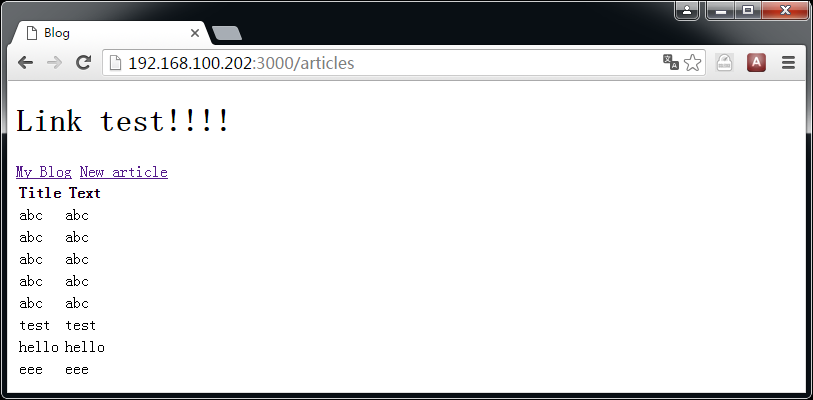 Blog
192.168.100.202:3000/articles
A
Link test!!!!
My Blog New article
Title Text
abc abc
abc abc
abc abc
abc abc
abc abc
test test
hello hello
eee eee